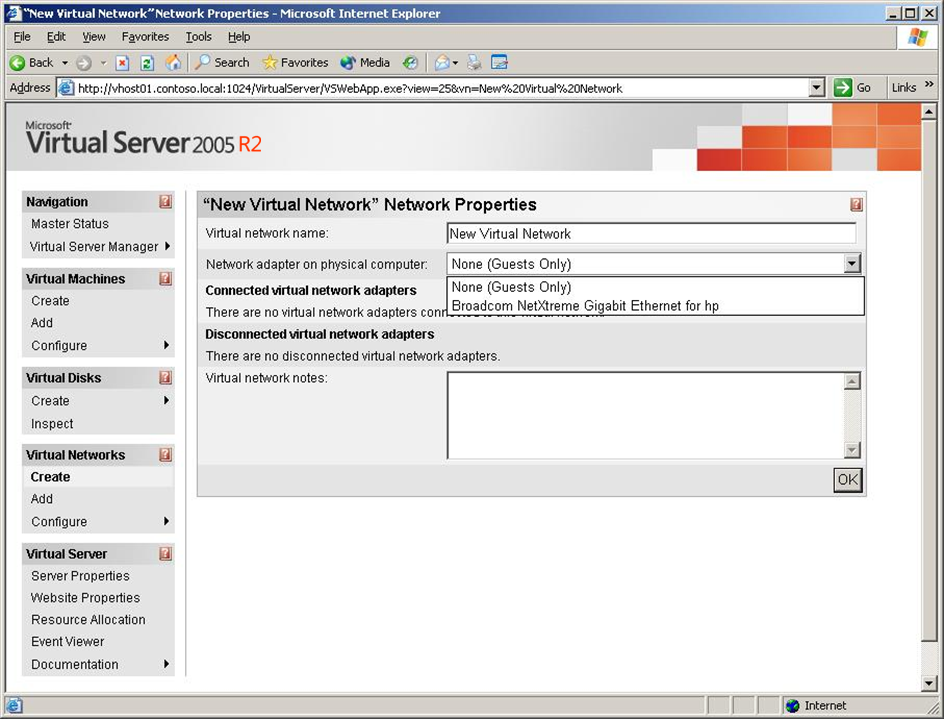 “New Virtual Network”Network Properties - Microsoft Internet Explorer
File Edit View Favorites Tools Help
Back Search Favorites Media
Address http://vhost01.contoso.local:1024/VirtualServer/VSWebApp.exe?view=25&vn=New%20Virtual%20Network Go Links »
Microsoft®
Virtual Server 2005 R2
Navigation
Master Status
Virtual Server Manager
Virtual Machines
Create
Add
Configure
Virtual Disks
Create
Inspect
Virtual Networks
Create
Add
Configure
Virtual Server
Server Properties
Website Properties
Resource Allocation
Event Viewer
Documentation
“New Virtual Network” Network Properties
Virtual network name: New Virtual Network
Network adapter on physical computer: None (Guests Only)
None (Guests Only)
Broadcom NetXtreme Gigabit Ethernet for hp
Connected virtual network adapters
There are no virtual network adapters
Disconnected virtual network adapters
There are no disconnected virtual network adapters.
Virtual network notes:
OK
Internet